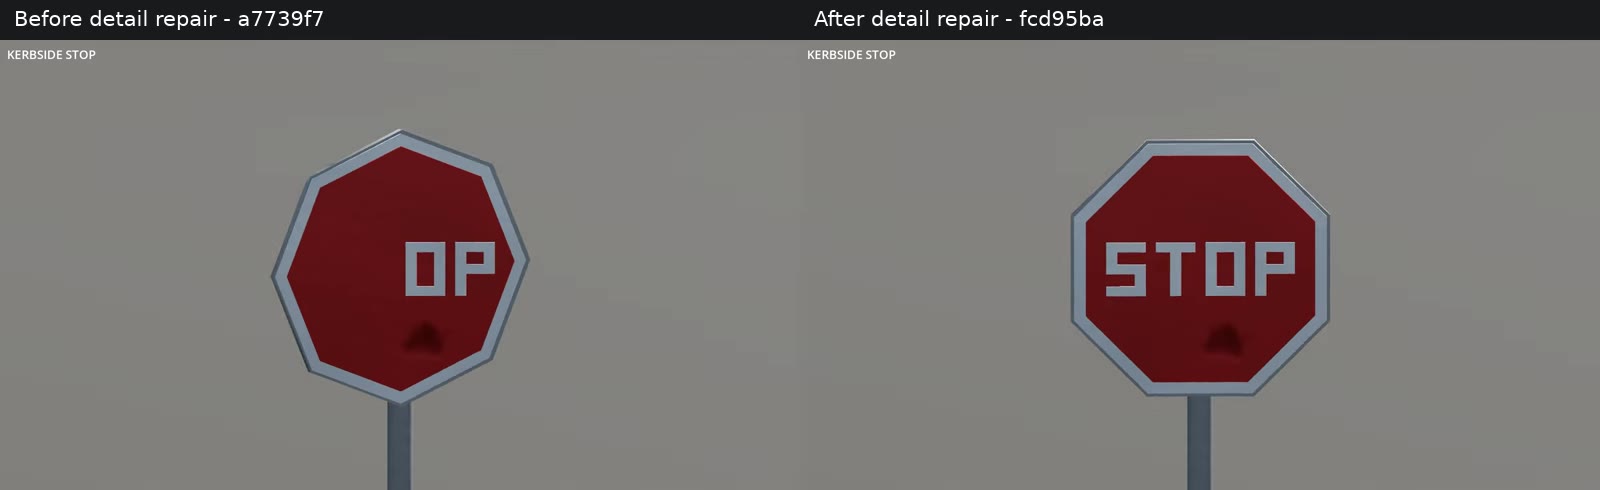 Before detail repair - a7739f7
After detail repair - fcd95ba
KERBSIDE STOP
KERBSIDE STOP
OP
STOP